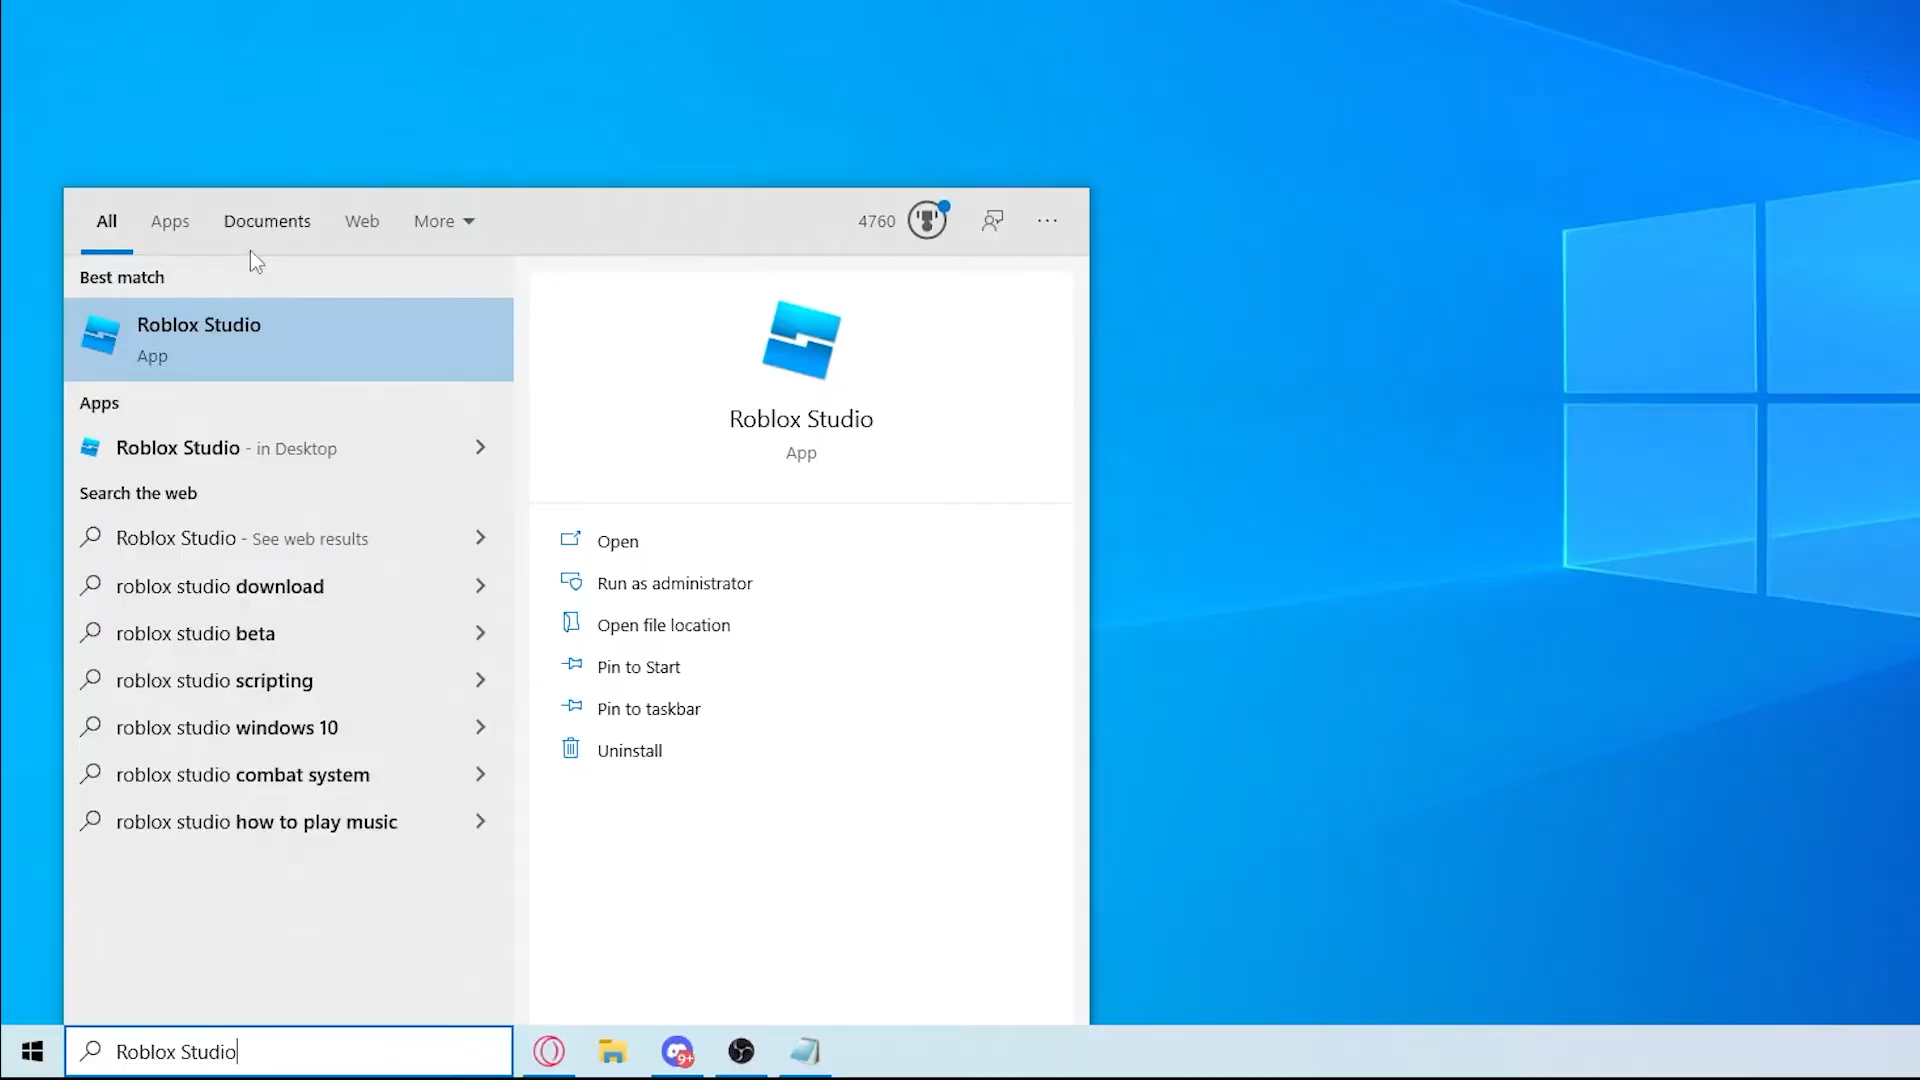 All Apps Documents Web More 4760 ...
Best match
Roblox Studio
App
Apps
Roblox Studio - in Desktop
Search the web
Roblox Studio - See web results
roblox studio download
roblox studio beta
roblox studio scripting
roblox studio windows 10
roblox studio combat system
roblox studio how to play music
Roblox Studio
App
Open
Run as administrator
Open file location
Pin to Start
Pin to taskbar
Uninstall
Roblox Studio
9+